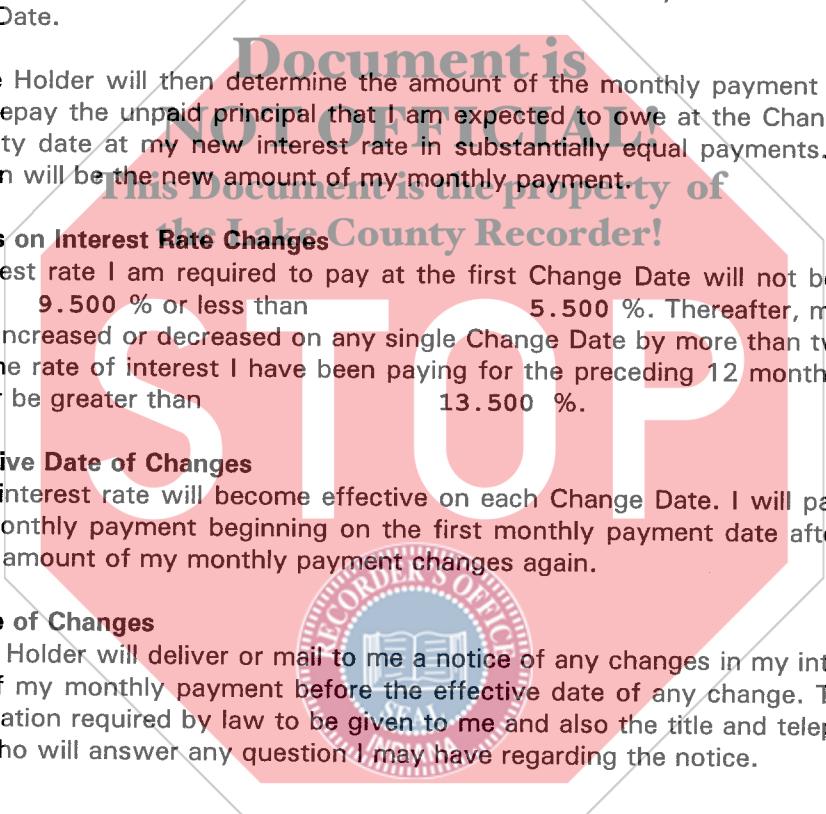 Date.
Document is
Holder will then determine the amount of the monthly payment
epay the unpaid principal that I am expected to owe at the Chan
NOT OFFICIAL!
ty date at my new interest rate in substantially equal payments.
n will be the new amount of my monthly payment.
This Document is the property of
the Lake County Recorder!
s on Interest Rate Changes
est rate I am required to pay at the first Change Date will not b
9.500 % or less than 5.500 %. Thereafter, m
ncreased or decreased on any single Change Date by more than tw
e rate of interest I have been paying for the preceding 12 month
be greater than 13.500 %.
STOP
ive Date of Changes
interest rate will become effective on each Change Date. I will pa
onthly payment beginning on the first monthly payment date afte
amount of my monthly payment changes again.
RECORDER'S OFFICE
e of Changes
Holder will deliver or mail to me a notice of any changes in my int
f my monthly payment before the effective date of any change. T
SEAL
ation required by law to be given to me and also the title and telep
INDIANA
ho will answer any question I may have regarding the notice.